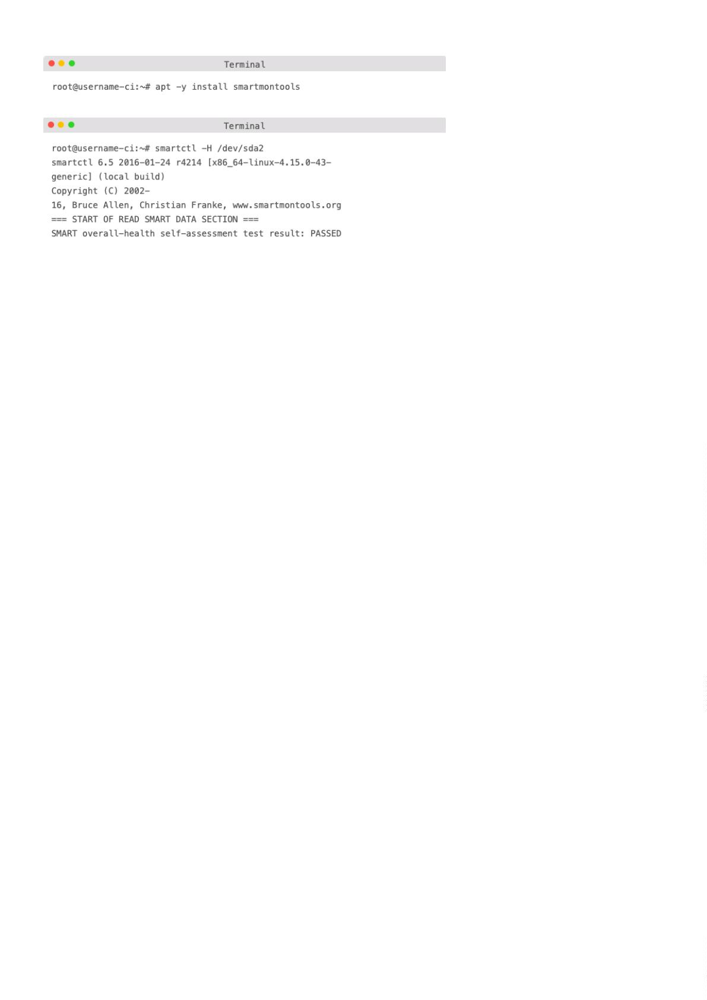 Terminal
root@username-ci:~# apt -y install smartmontools
Terminal
root@username-ci:~# smartctl -H /dev/sda2
smartctl 6.5 2016-01-24 r4214 [x86_64-linux-4.15.0-43-
generic] (local build)
Copyright (C) 2002-
16, Bruce Allen, Christian Franke, www.smartmontools.org
=== START OF READ SMART DATA SECTION ===
SMART overall-health self-assessment test result: PASSED